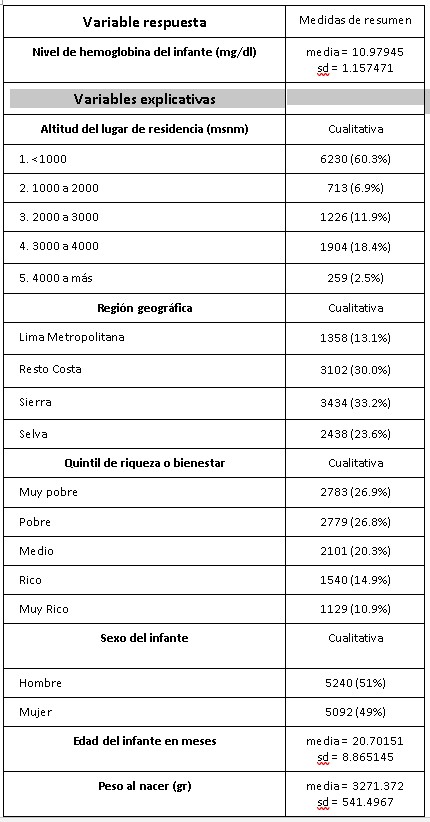 Variable respuesta Medidas de resumen
Nivel de hemoglobina del infante (mg/dl) media = 10.97945
sd = 1.157471
Variables explicativas
Altitud del lugar de residencia (msnm) Cualitativa
1. <1000 6230 (60.3%)
2. 1000 a 2000 713 (6.9%)
3. 2000 a 3000 1226 (11.9%)
4. 3000 a 4000 1904 (18.4%)
5. 4000 a más 259 (2.5%)
Región geográfica Cualitativa
Lima Metropolitana 1358 (13.1%)
Resto Costa 3102 (30.0%)
Sierra 3434 (33.2%)
Selva 2438 (23.6%)
Quintil de riqueza o bienestar Cualitativa
Muy pobre 2783 (26.9%)
Pobre 2779 (26.8%)
Medio 2101 (20.3%)
Rico 1540 (14.9%)
Muy Rico 1129 (10.9%)
Sexo del infante Cualitativa
Hombre 5240 (51%)
Mujer 5092 (49%)
Edad del infante en meses media = 20.70151
sd = 8.865145
Peso al nacer (gr) media = 3271.372
sd = 541.4967